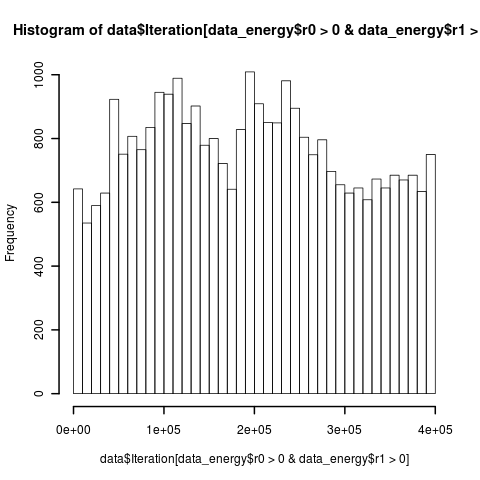 Histogram of data$Iteration[data_energy$r0 > 0 & data_energy$r1 >
Frequency
1000
800
600
400
200
0
0e+00 1e+05 2e+05 3e+05 4e+05
data$Iteration[data_energy$r0 > 0 & data_energy$r1 > 0]